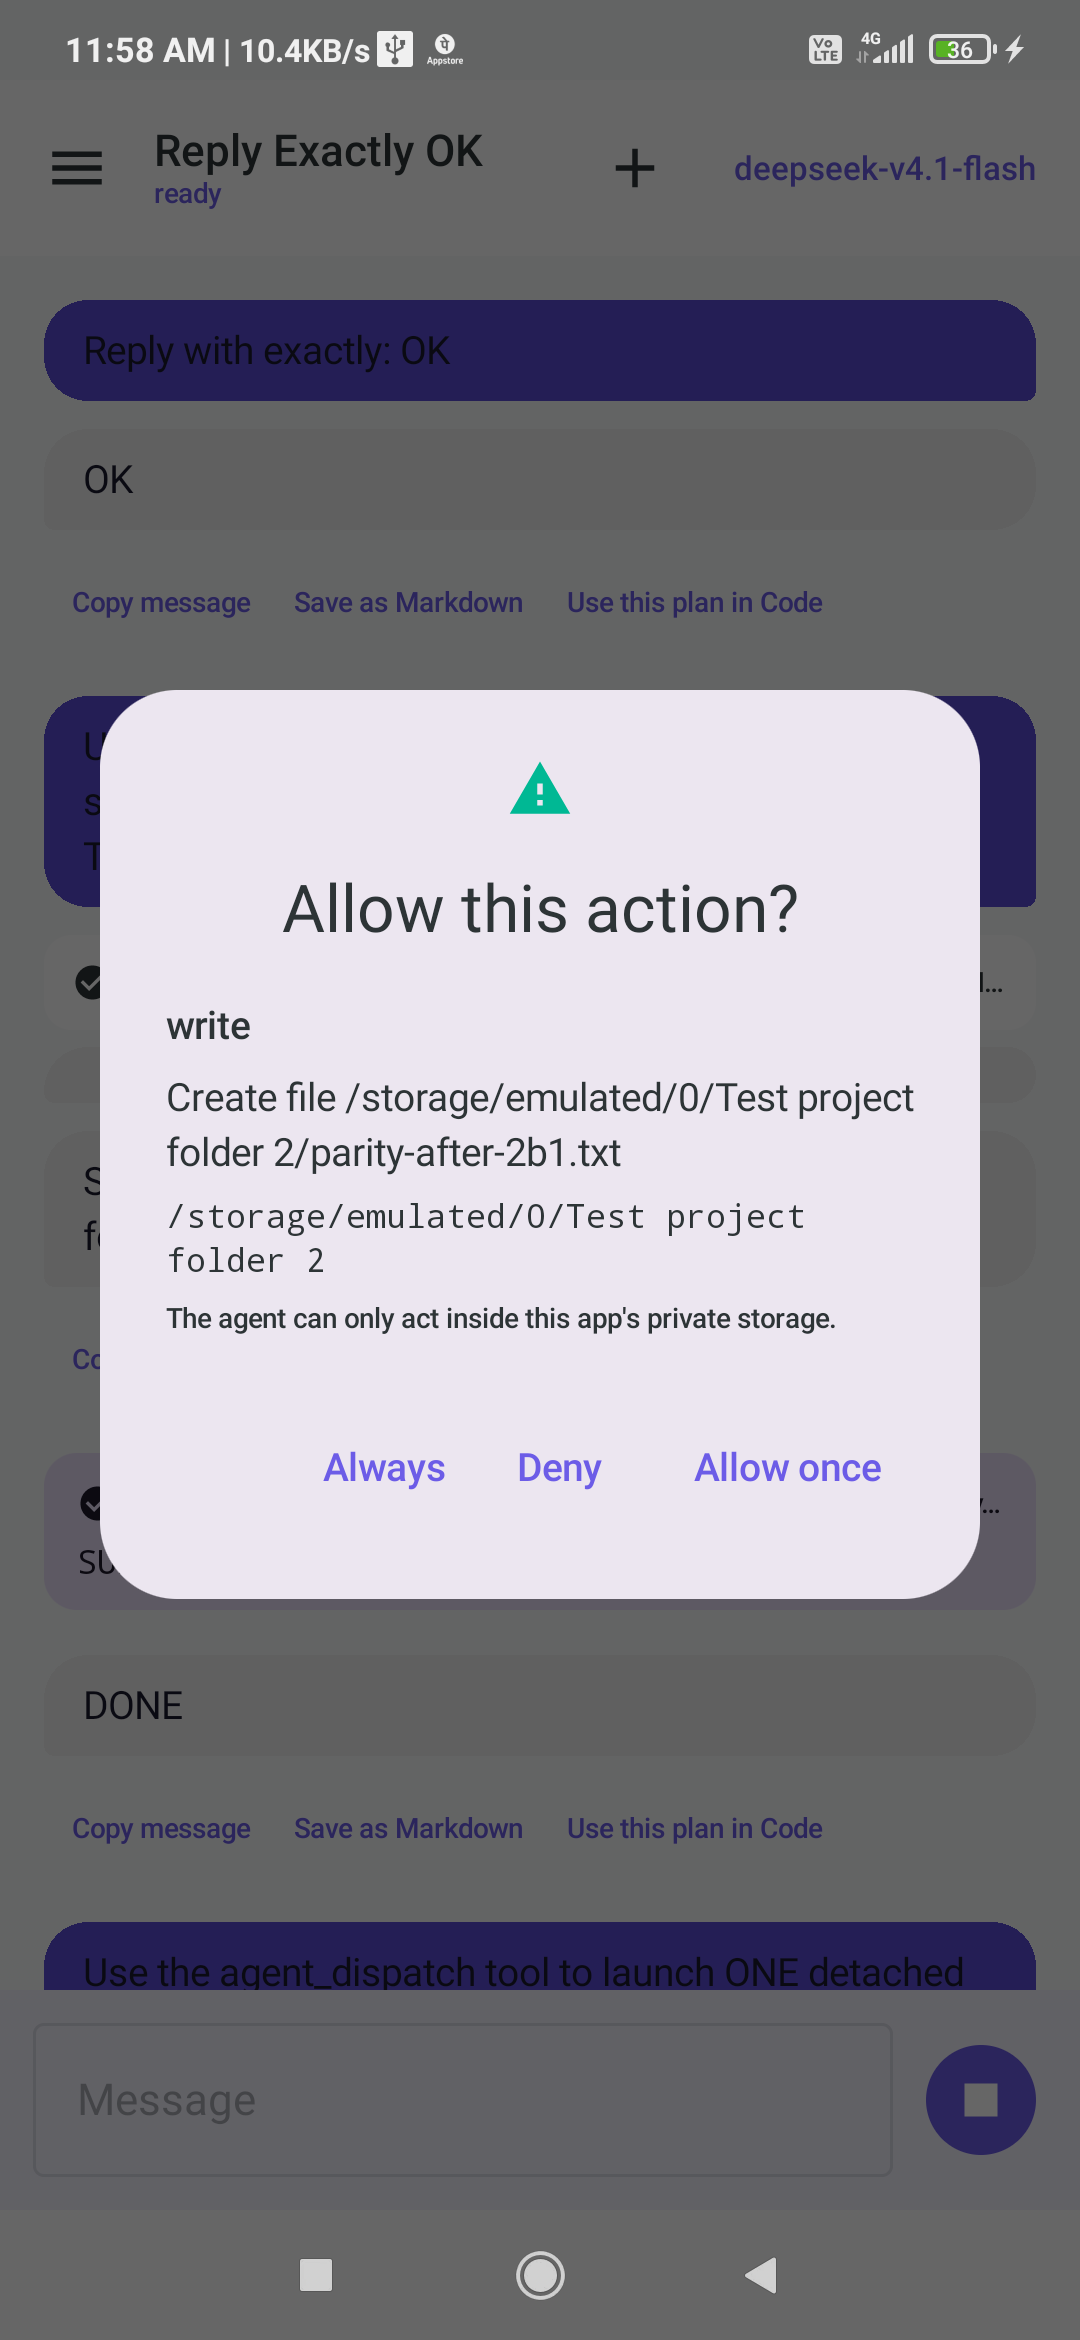 11:58 AM | 10.4KB/s
पे
Appstore
Vo
LTE
4G
36
Reply Exactly OK
ready
deepseek-v4.1-flash
Reply with exactly: OK
OK
Copy message Save as Markdown Use this plan in Code
Allow this action?
write
Create file /storage/emulated/0/Test project
folder 2/parity-after-2b1.txt
/storage/emulated/0/Test project
folder 2
The agent can only act inside this app's private storage.
Always Deny Allow once
DONE
Copy message Save as Markdown Use this plan in Code
Use the agent_dispatch tool to launch ONE detached
Message